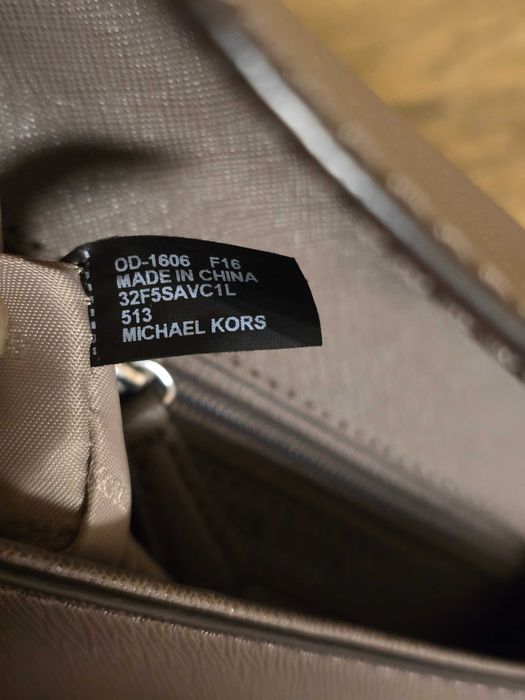 OD-1606 F16
MADE IN CHINA
32F5SAVC1L
513
MICHAEL KORS